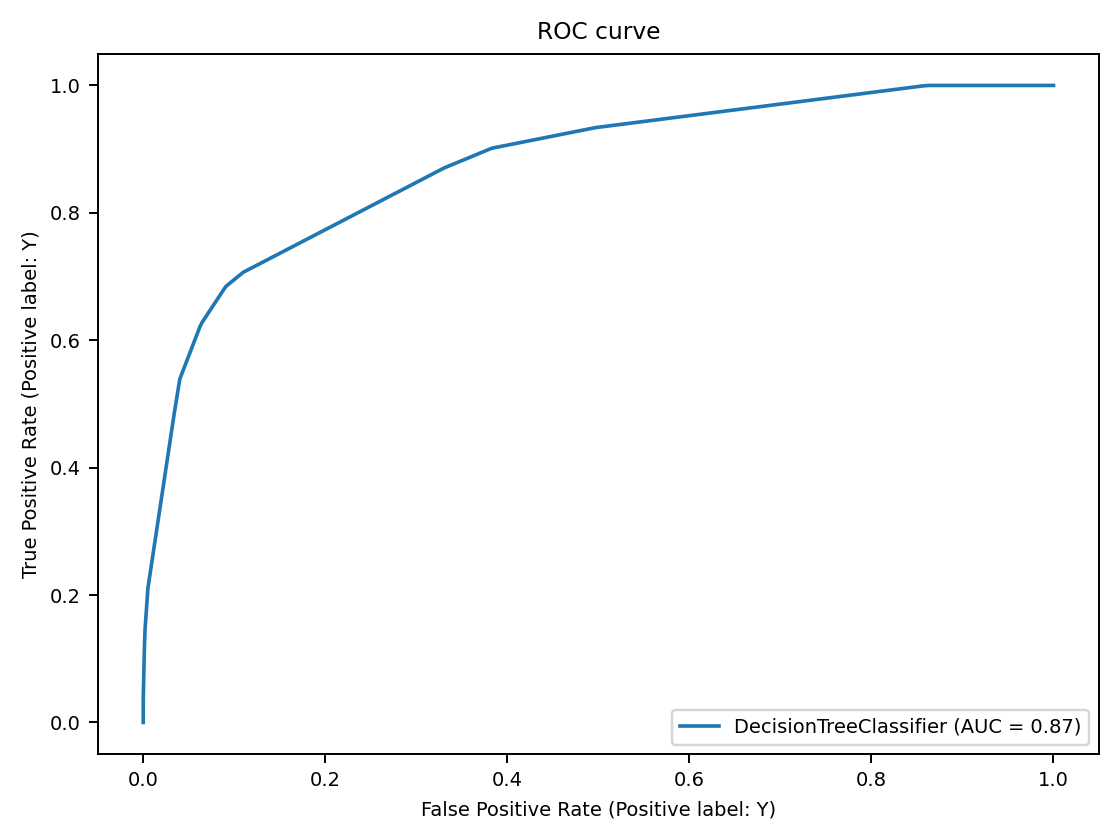 ROC curve
1.0
0.8
0.6
0.4
0.2
0.0
True Positive Rate (Positive label: Y)
DecisionTreeClassifier (AUC = 0.87)
0.0 0.2 0.4 0.6 0.8 1.0
False Positive Rate (Positive label: Y)